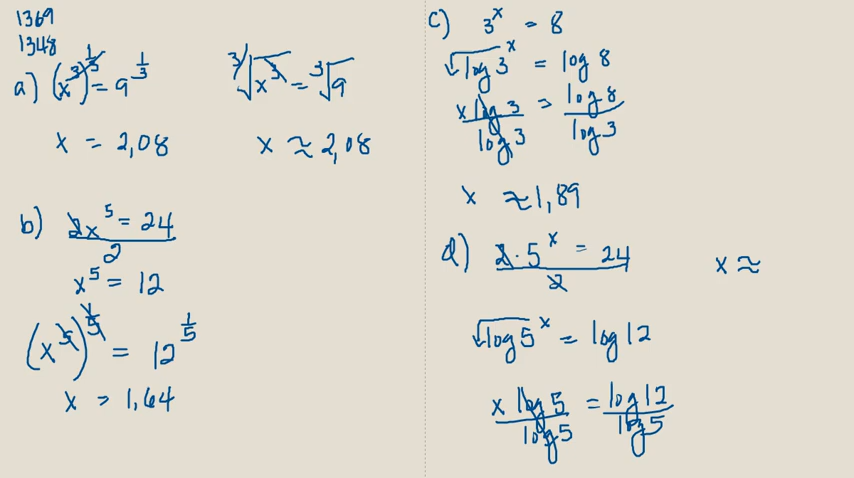 1369
1348
a) (x³)^(1/3) = 9^(1/3)
∛x³ = ∛9
x = 2,08
x ≈ 2,08
b) 2x⁵ = 24
2
x⁵ = 12
(x⁵)^(1/5) = 12^(1/5)
x = 1,64
c) 3^x = 8
log 3^x = log 8
x log 3 = log 8
log 3 log 3
x ≈ 1,89
d) 2 · 5^x = 24
2
x ≈
log 5^x = log 12
x log 5 = log 12
log 5 log 5